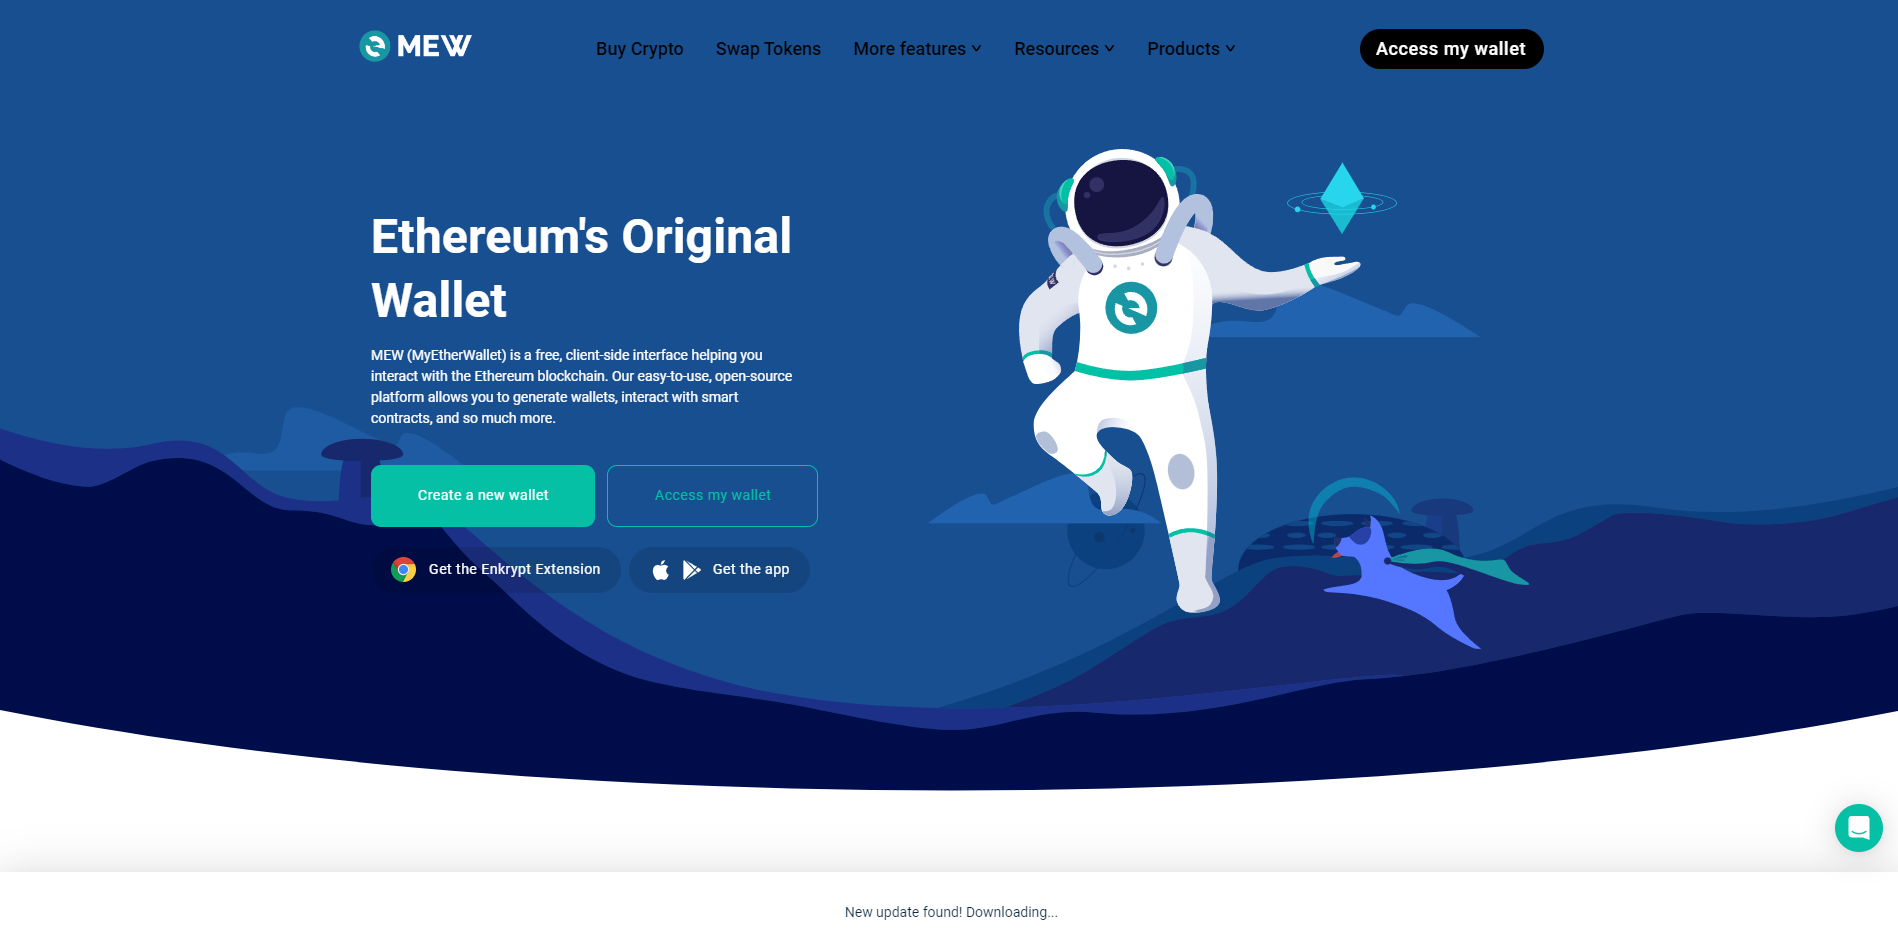 MEW
Buy Crypto
Swap Tokens
More features
Resources
Products
Access my wallet
Ethereum's Original
Wallet
MEW (MyEtherWallet) is a free, client-side interface helping you
interact with the Ethereum blockchain. Our easy-to-use, open-source
platform allows you to generate wallets, interact with smart
contracts, and so much more.
Create a new wallet
Access my wallet
Get the Enkrypt Extension
Get the app
New update found! Downloading...